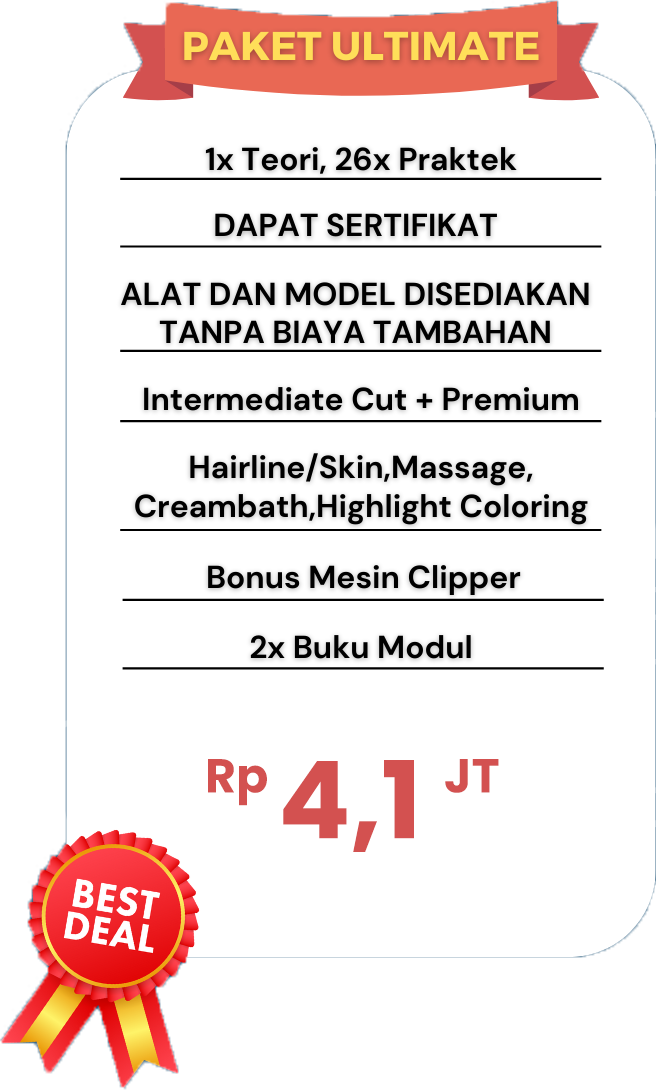 PAKET ULTIMATE
1x Teori, 26x Praktek
DAPAT SERTIFIKAT
ALAT DAN MODEL DISEDIAKAN
TANPA BIAYA TAMBAHAN
Intermediate Cut + Premium
Hairline/Skin,Massage,
Creambath,Highlight Coloring
Bonus Mesin Clipper
2x Buku Modul
Rp 4,1 JT
BEST
DEAL